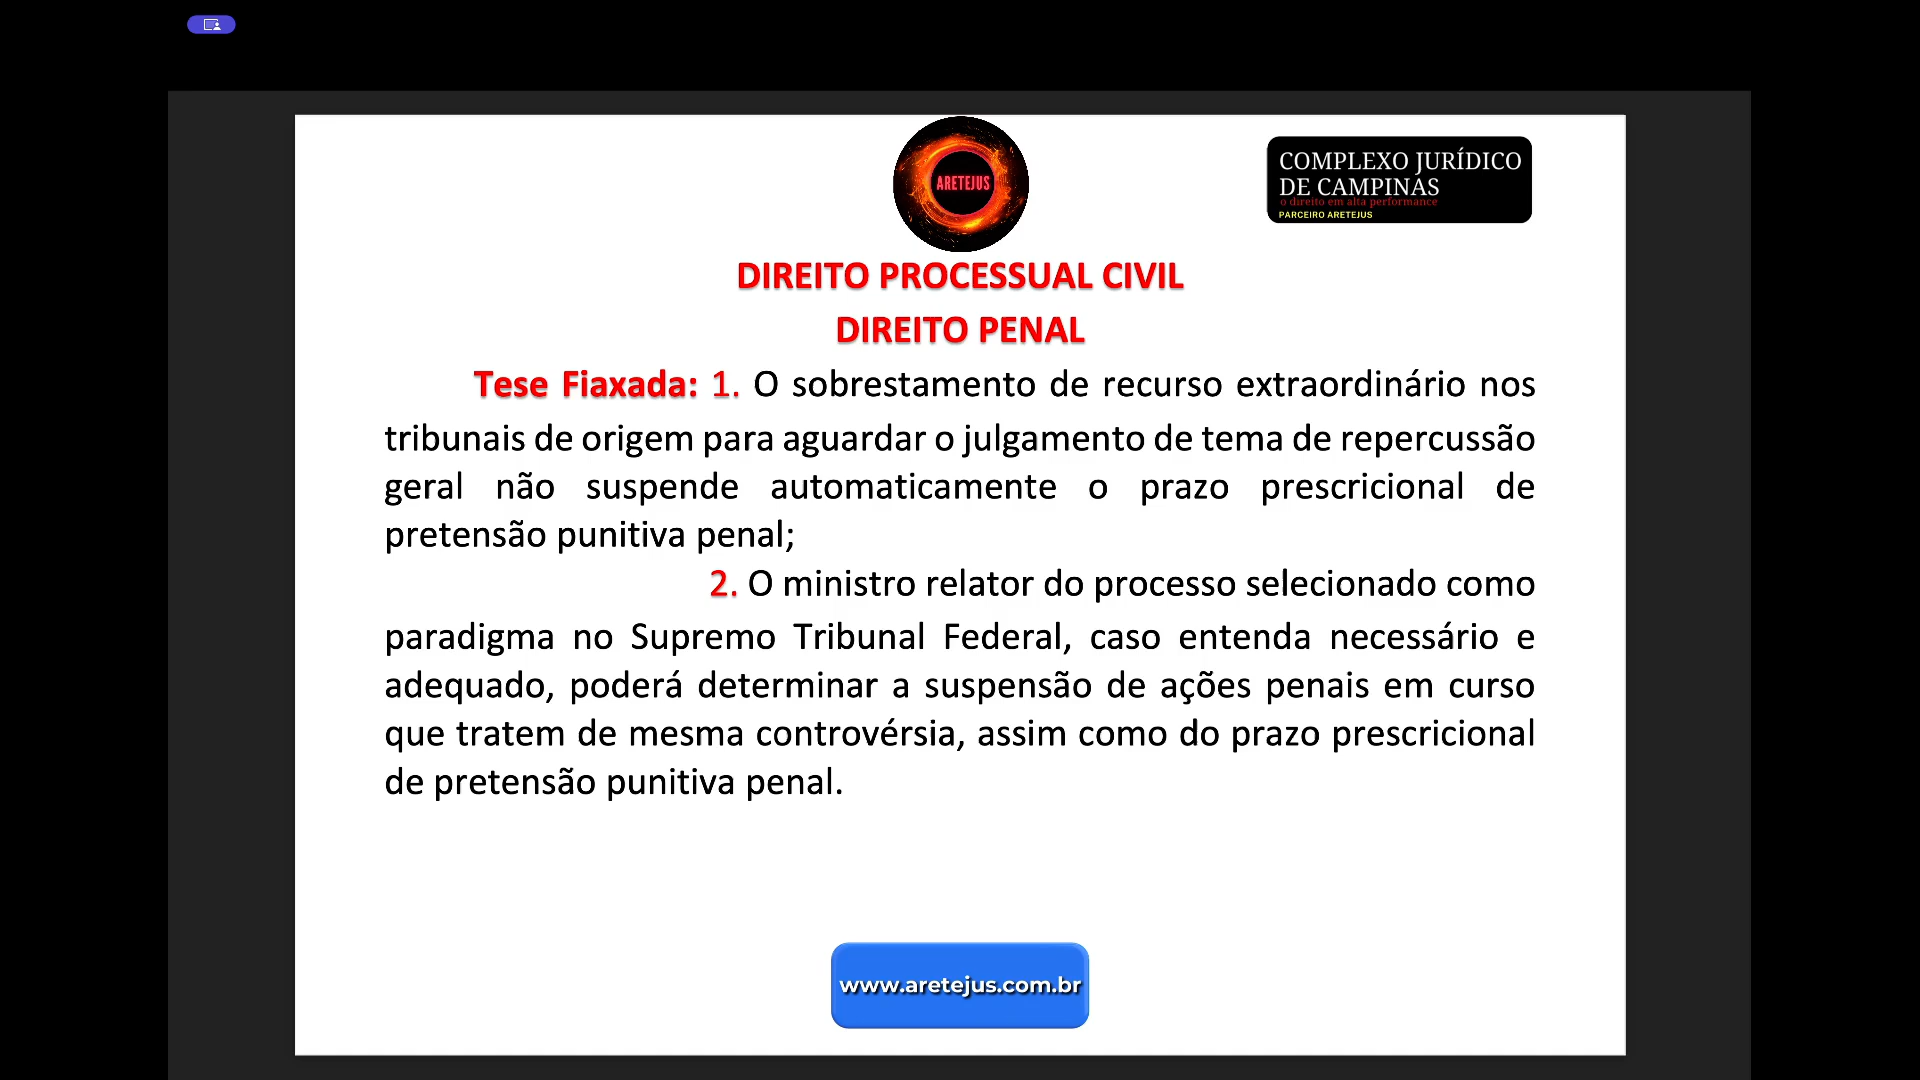 ARETEJUS
COMPLEXO JURÍDICO
DE CAMPINAS
o direito em alta performance
PARCEIRO ARETEJUS
DIREITO PROCESSUAL CIVIL
DIREITO PENAL
Tese Fiaxada: 1. O sobrestamento de recurso extraordinário nos
tribunais de origem para aguardar o julgamento de tema de repercussão
geral não suspende automaticamente o prazo prescricional de
pretensão punitiva penal;
2. O ministro relator do processo selecionado como
paradigma no Supremo Tribunal Federal, caso entenda necessário e
adequado, poderá determinar a suspensão de ações penais em curso
que tratem de mesma controvérsia, assim como do prazo prescricional
de pretensão punitiva penal.
www.aretejus.com.br